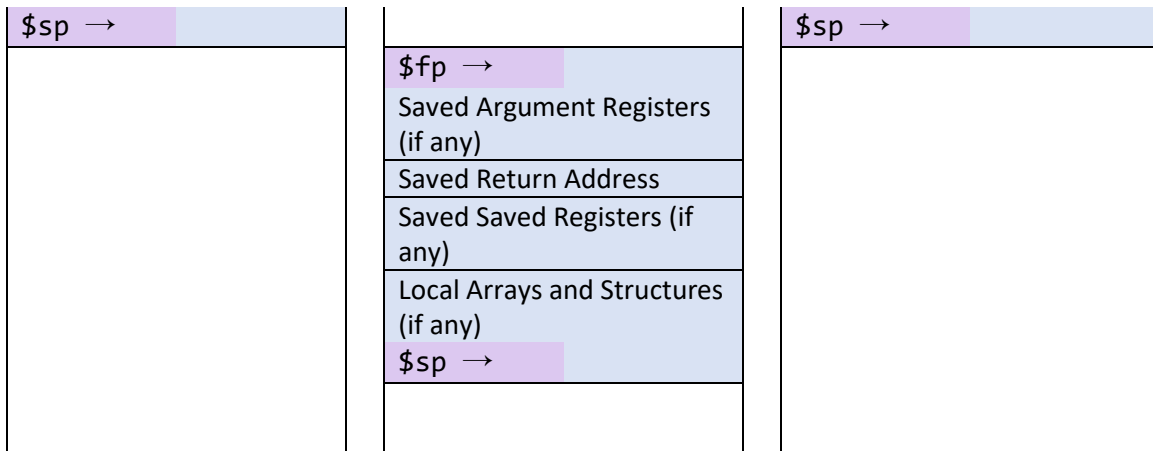 $sp →
$fp →
Saved Argument Registers
(if any)
Saved Return Address
Saved Saved Registers (if
any)
Local Arrays and Structures
(if any)
$sp →
$sp →